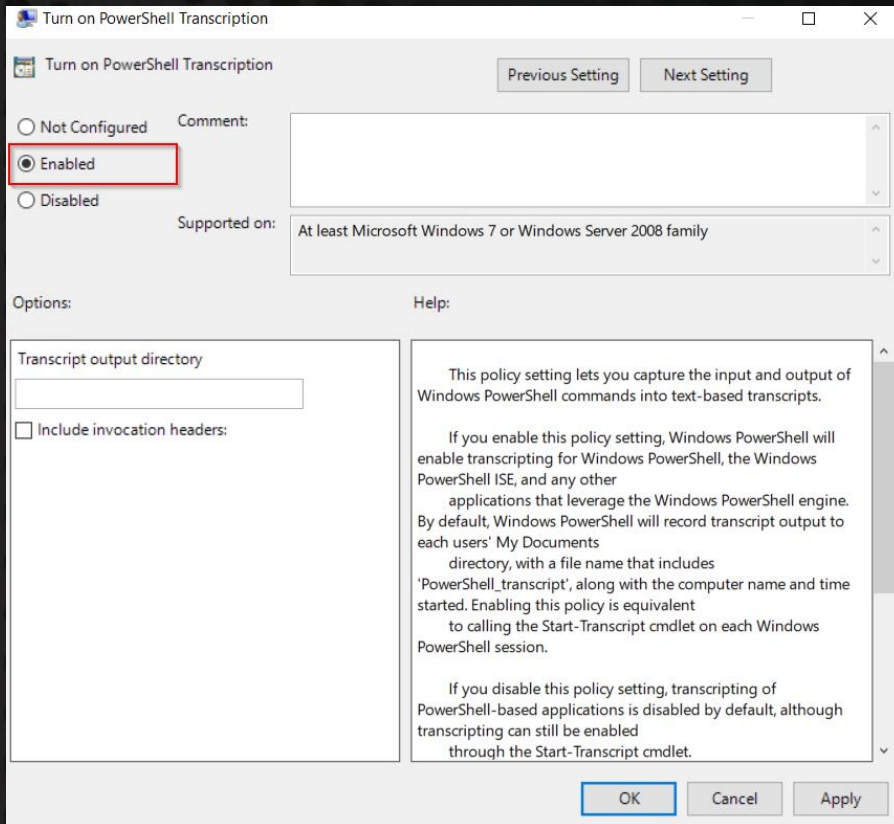 Turn on PowerShell Transcription
Turn on PowerShell Transcription
Previous Setting
Next Setting
Not Configured
Comment:
Enabled
Disabled
Supported on:
At least Microsoft Windows 7 or Windows Server 2008 family
Options:
Help:
Transcript output directory
Include invocation headers:
This policy setting lets you capture the input and output of
Windows PowerShell commands into text-based transcripts.
If you enable this policy setting, Windows PowerShell will
enable transcripting for Windows PowerShell, the Windows
PowerShell ISE, and any other
applications that leverage the Windows PowerShell engine.
By default, Windows PowerShell will record transcript output to
each users' My Documents
directory, with a file name that includes
'PowerShell_transcript', along with the computer name and time
started. Enabling this policy is equivalent
to calling the Start-Transcript cmdlet on each Windows
PowerShell session.
If you disable this policy setting, transcripting of
PowerShell-based applications is disabled by default, although
transcripting can still be enabled
through the Start-Transcript cmdlet.
OK
Cancel
Apply